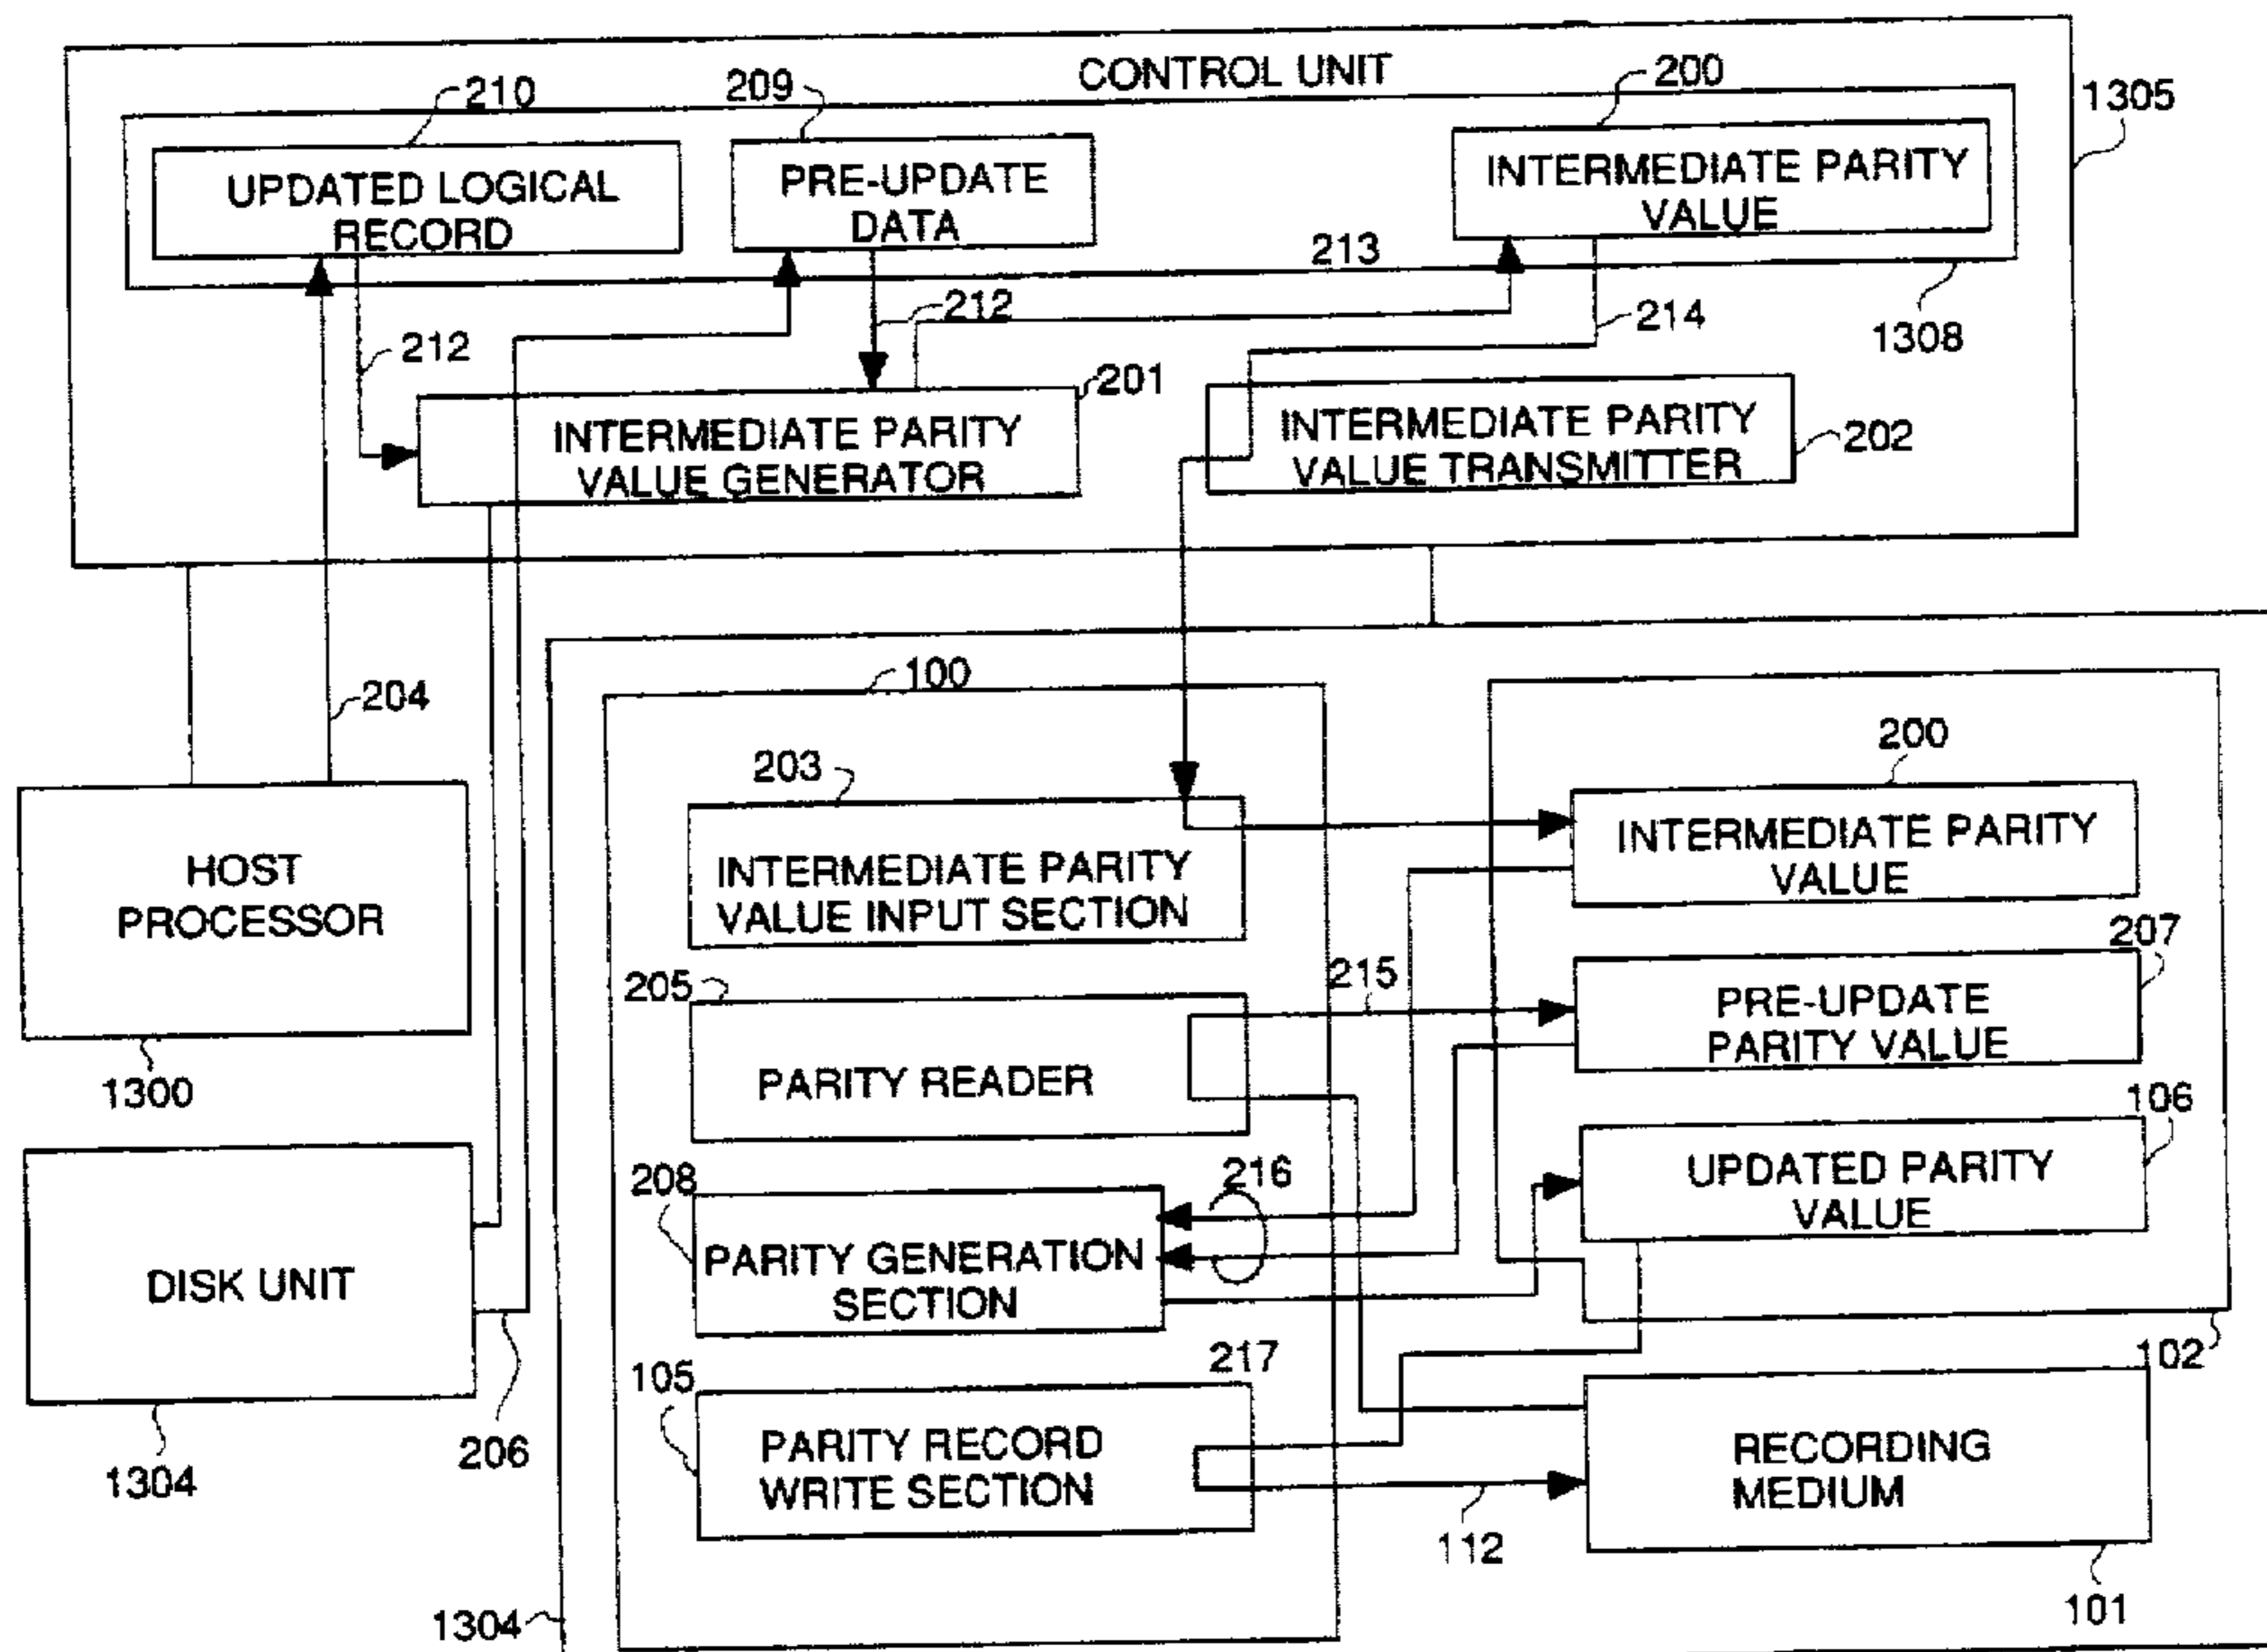 CONTROL UNIT
210
209
200
1305
UPDATED LOGICAL
RECORD
PRE-UPDATE
DATA
INTERMEDIATE PARITY
VALUE
213
212
212
214
1308
201
INTERMEDIATE PARITY
VALUE GENERATOR
INTERMEDIATE PARITY
VALUE TRANSMITTER
202
204
100
203
200
HOST
PROCESSOR
INTERMEDIATE PARITY
VALUE INPUT SECTION
INTERMEDIATE PARITY
VALUE
207
205
215
PRE-UPDATE
PARITY VALUE
1300
PARITY READER
106
208
216
UPDATED PARITY
VALUE
DISK UNIT
PARITY GENERATION
SECTION
102
105
217
206
1304
PARITY RECORD
WRITE SECTION
RECORDING
MEDIUM
112
1304
101